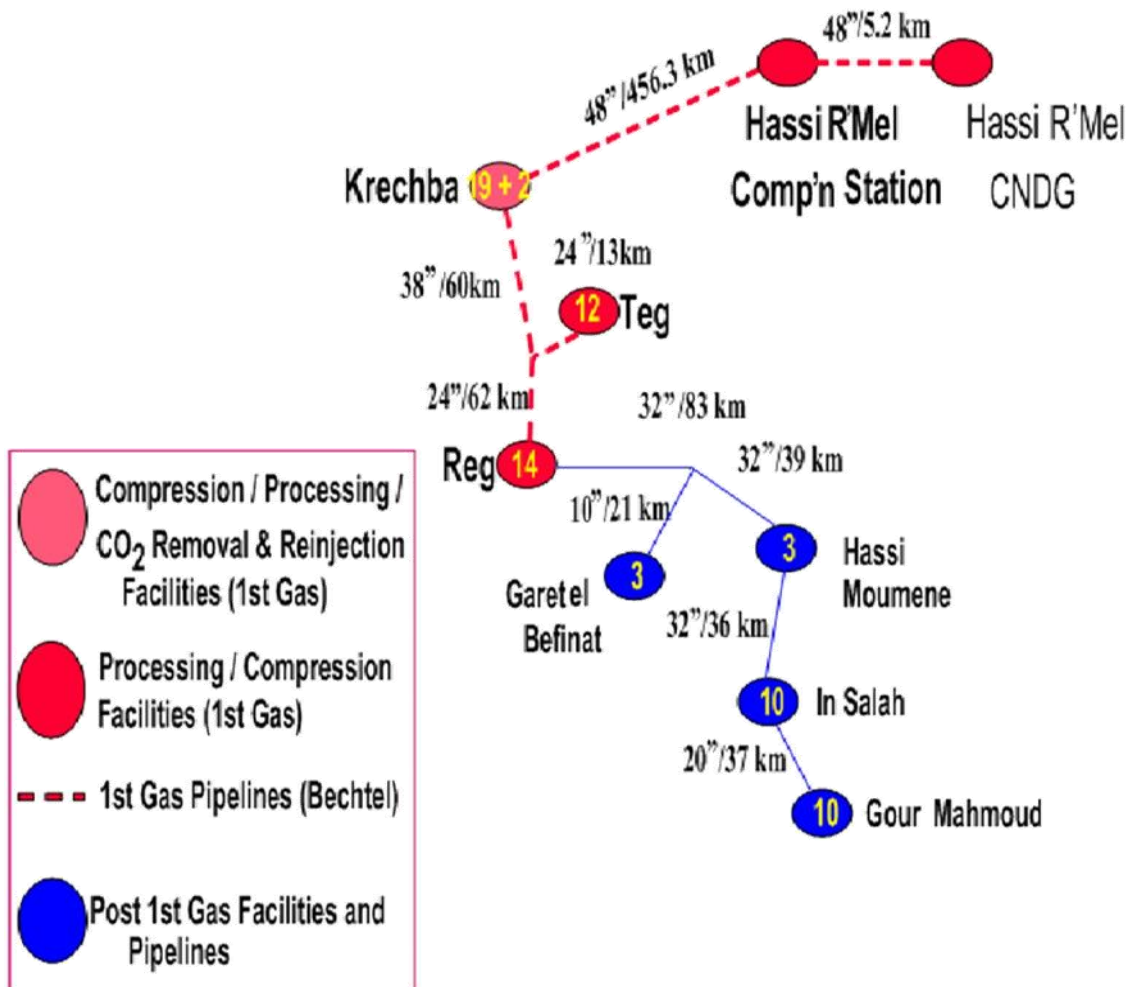 48”/5.2 km
48”/456.3 km
Hassi R’Mel
Comp’n Station
Hassi R’Mel
CNDG
Krechba
19 + 2
24”/13km
38”/60km
12
Teg
24”/62 km
32”/83 km
Reg
14
32”/39 km
10”/21 km
3
Hassi
Moumene
3
Garet el
Befinat
32”/36 km
10
In Salah
20”/37 km
10
Gour Mahmoud
Compression / Processing /
CO2 Removal & Reinjection
Facilities (1st Gas)
Processing / Compression
Facilities (1st Gas)
1st Gas Pipelines (Bechtel)
Post 1st Gas Facilities and
Pipelines